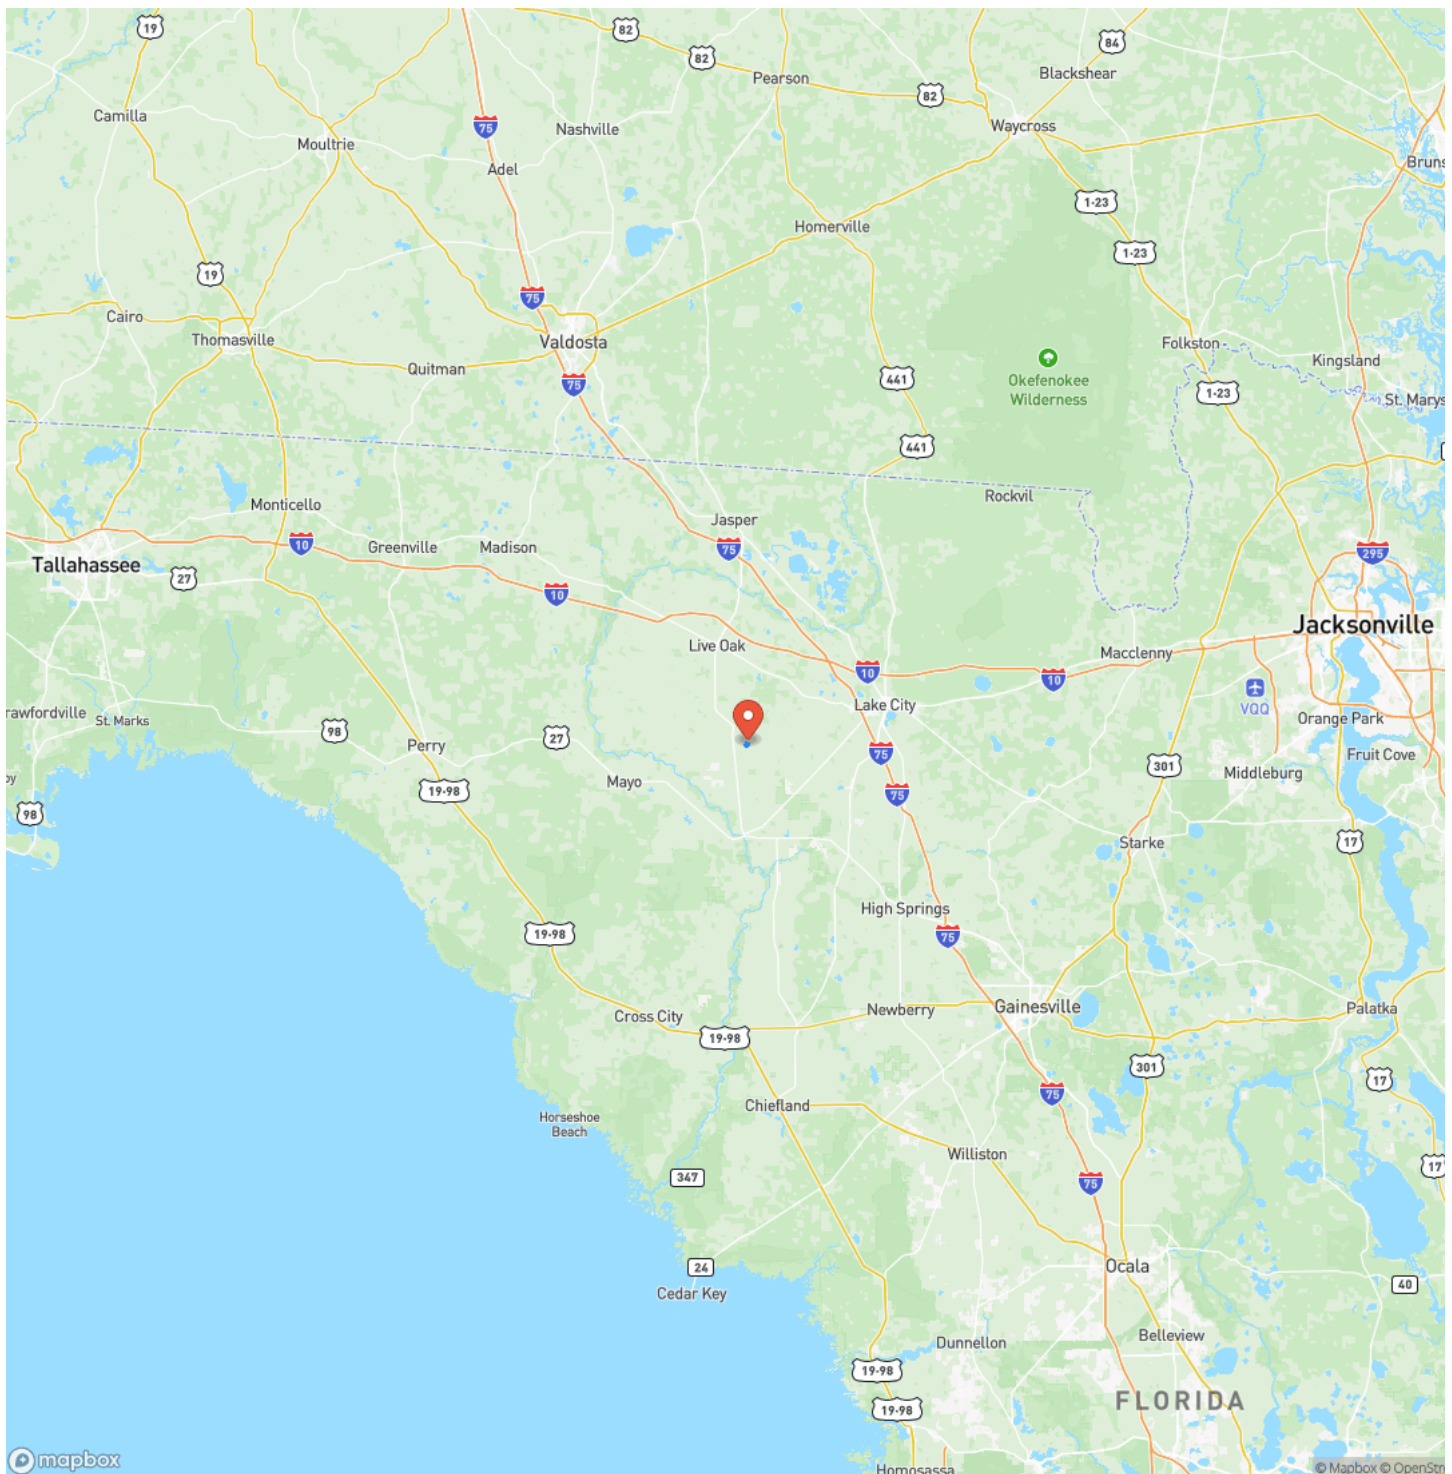 19
82
84
82
Pearson
Blackshear
82
Camilla
Nashville
75
Waycross
Moultrie
Adel
Bruns
1-23
Homerville
1-23
19
75
Cairo
Thomasville
Valdosta
Folkston
Kingsland
Quitman
75
441
Okefenokee
Wilderness
1-23
St. Marys
441
Monticello
Rockvil
Jasper
10
Greenville
Madison
75
295
Tallahassee
27
10
Jacksonville
Live Oak
Macclenny
10
10
VQQ
Lake City
rawfordville
St. Marks
98
Orange Park
27
Perry
75
Fruit Cove
301
Middleburg
by
Mayo
19-98
75
98
17
Starke
High Springs
19-98
75
Gainesville
Newberry
Palatka
Cross City
19-98
301
17
75
Chiefland
Horseshoe
Beach
Williston
17
347
75
24
Ocala
40
Cedar Key
Belleview
Dunnellon
19-98
FLORIDA
19-98
mapbox
Homosassa
© Mapbox © OpenStr